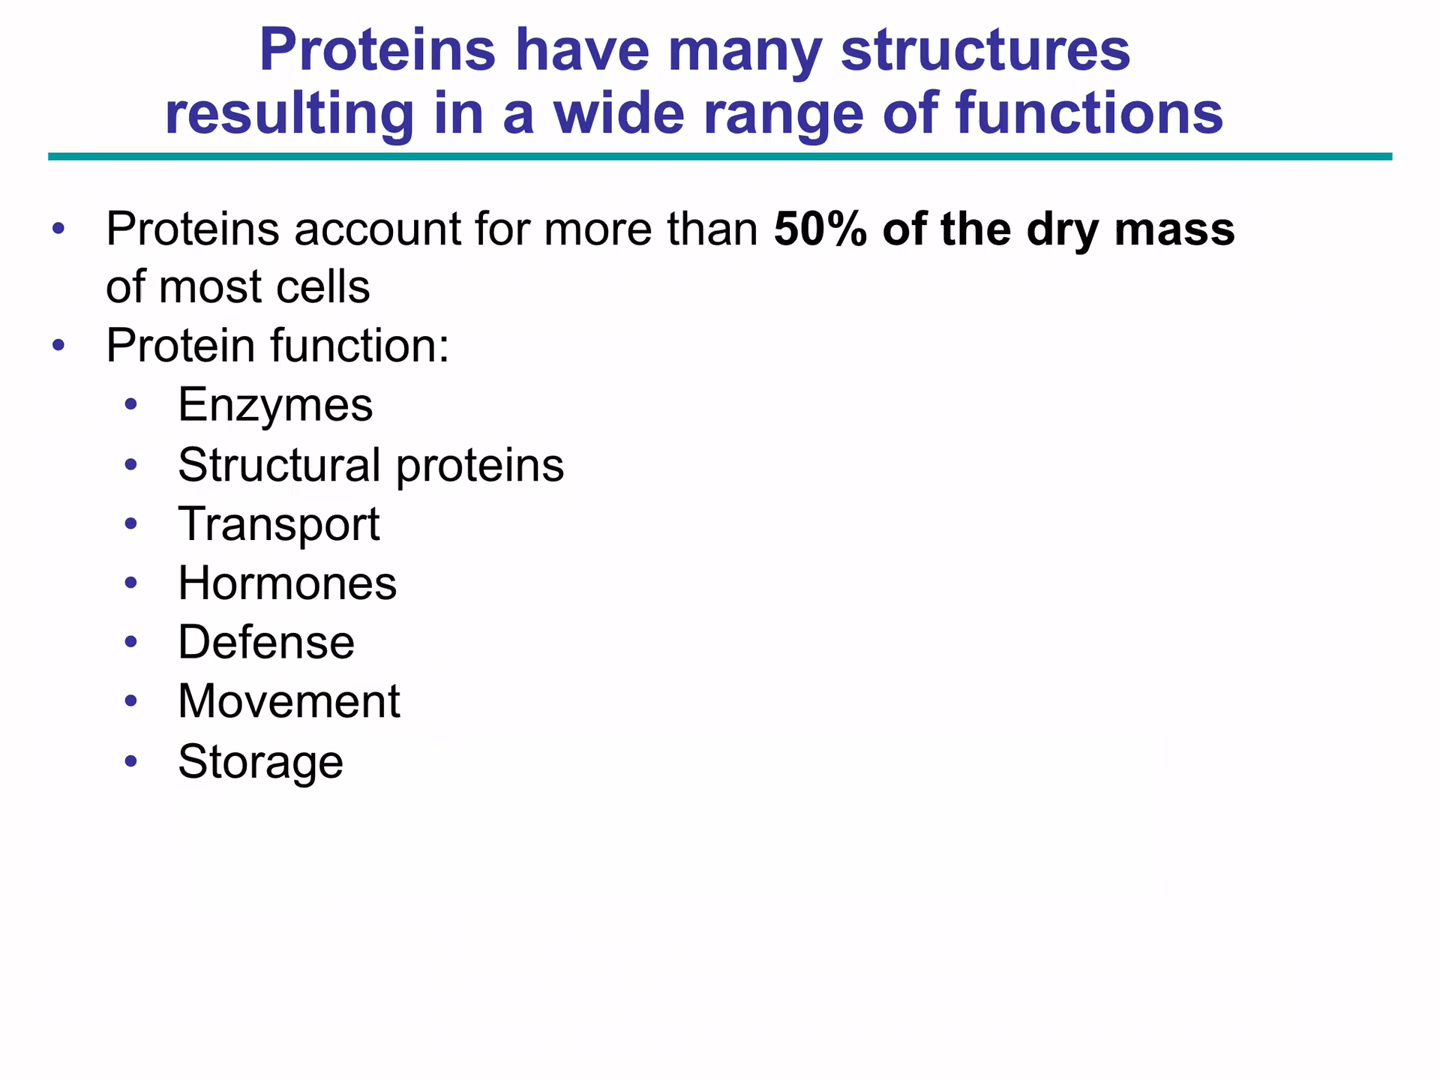 Proteins have many structures
resulting in a wide range of functions
• Proteins account for more than 50% of the dry mass
of most cells
• Protein function:
• Enzymes
• Structural proteins
• Transport
• Hormones
• Defense
• Movement
• Storage